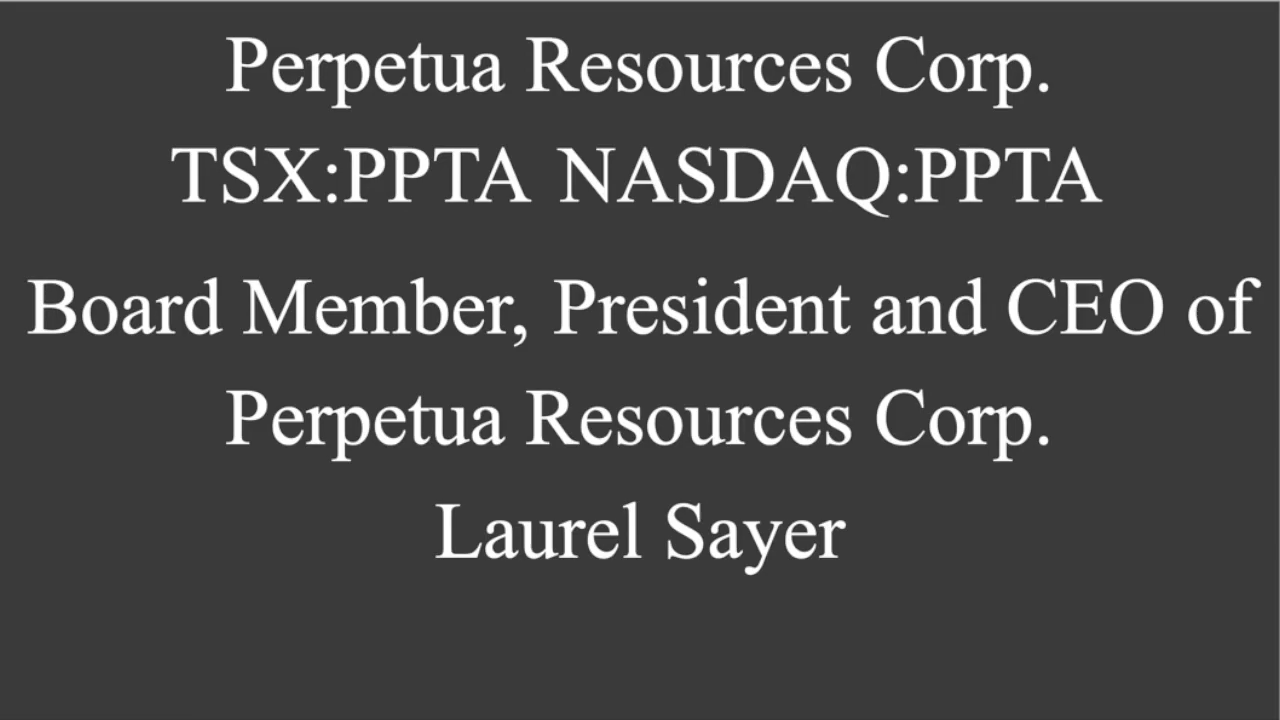 Perpetua Resources Corp.
TSX:PPTA NASDAQ:PPTA
Board Member, President and CEO of
Perpetua Resources Corp.
Laurel Sayer